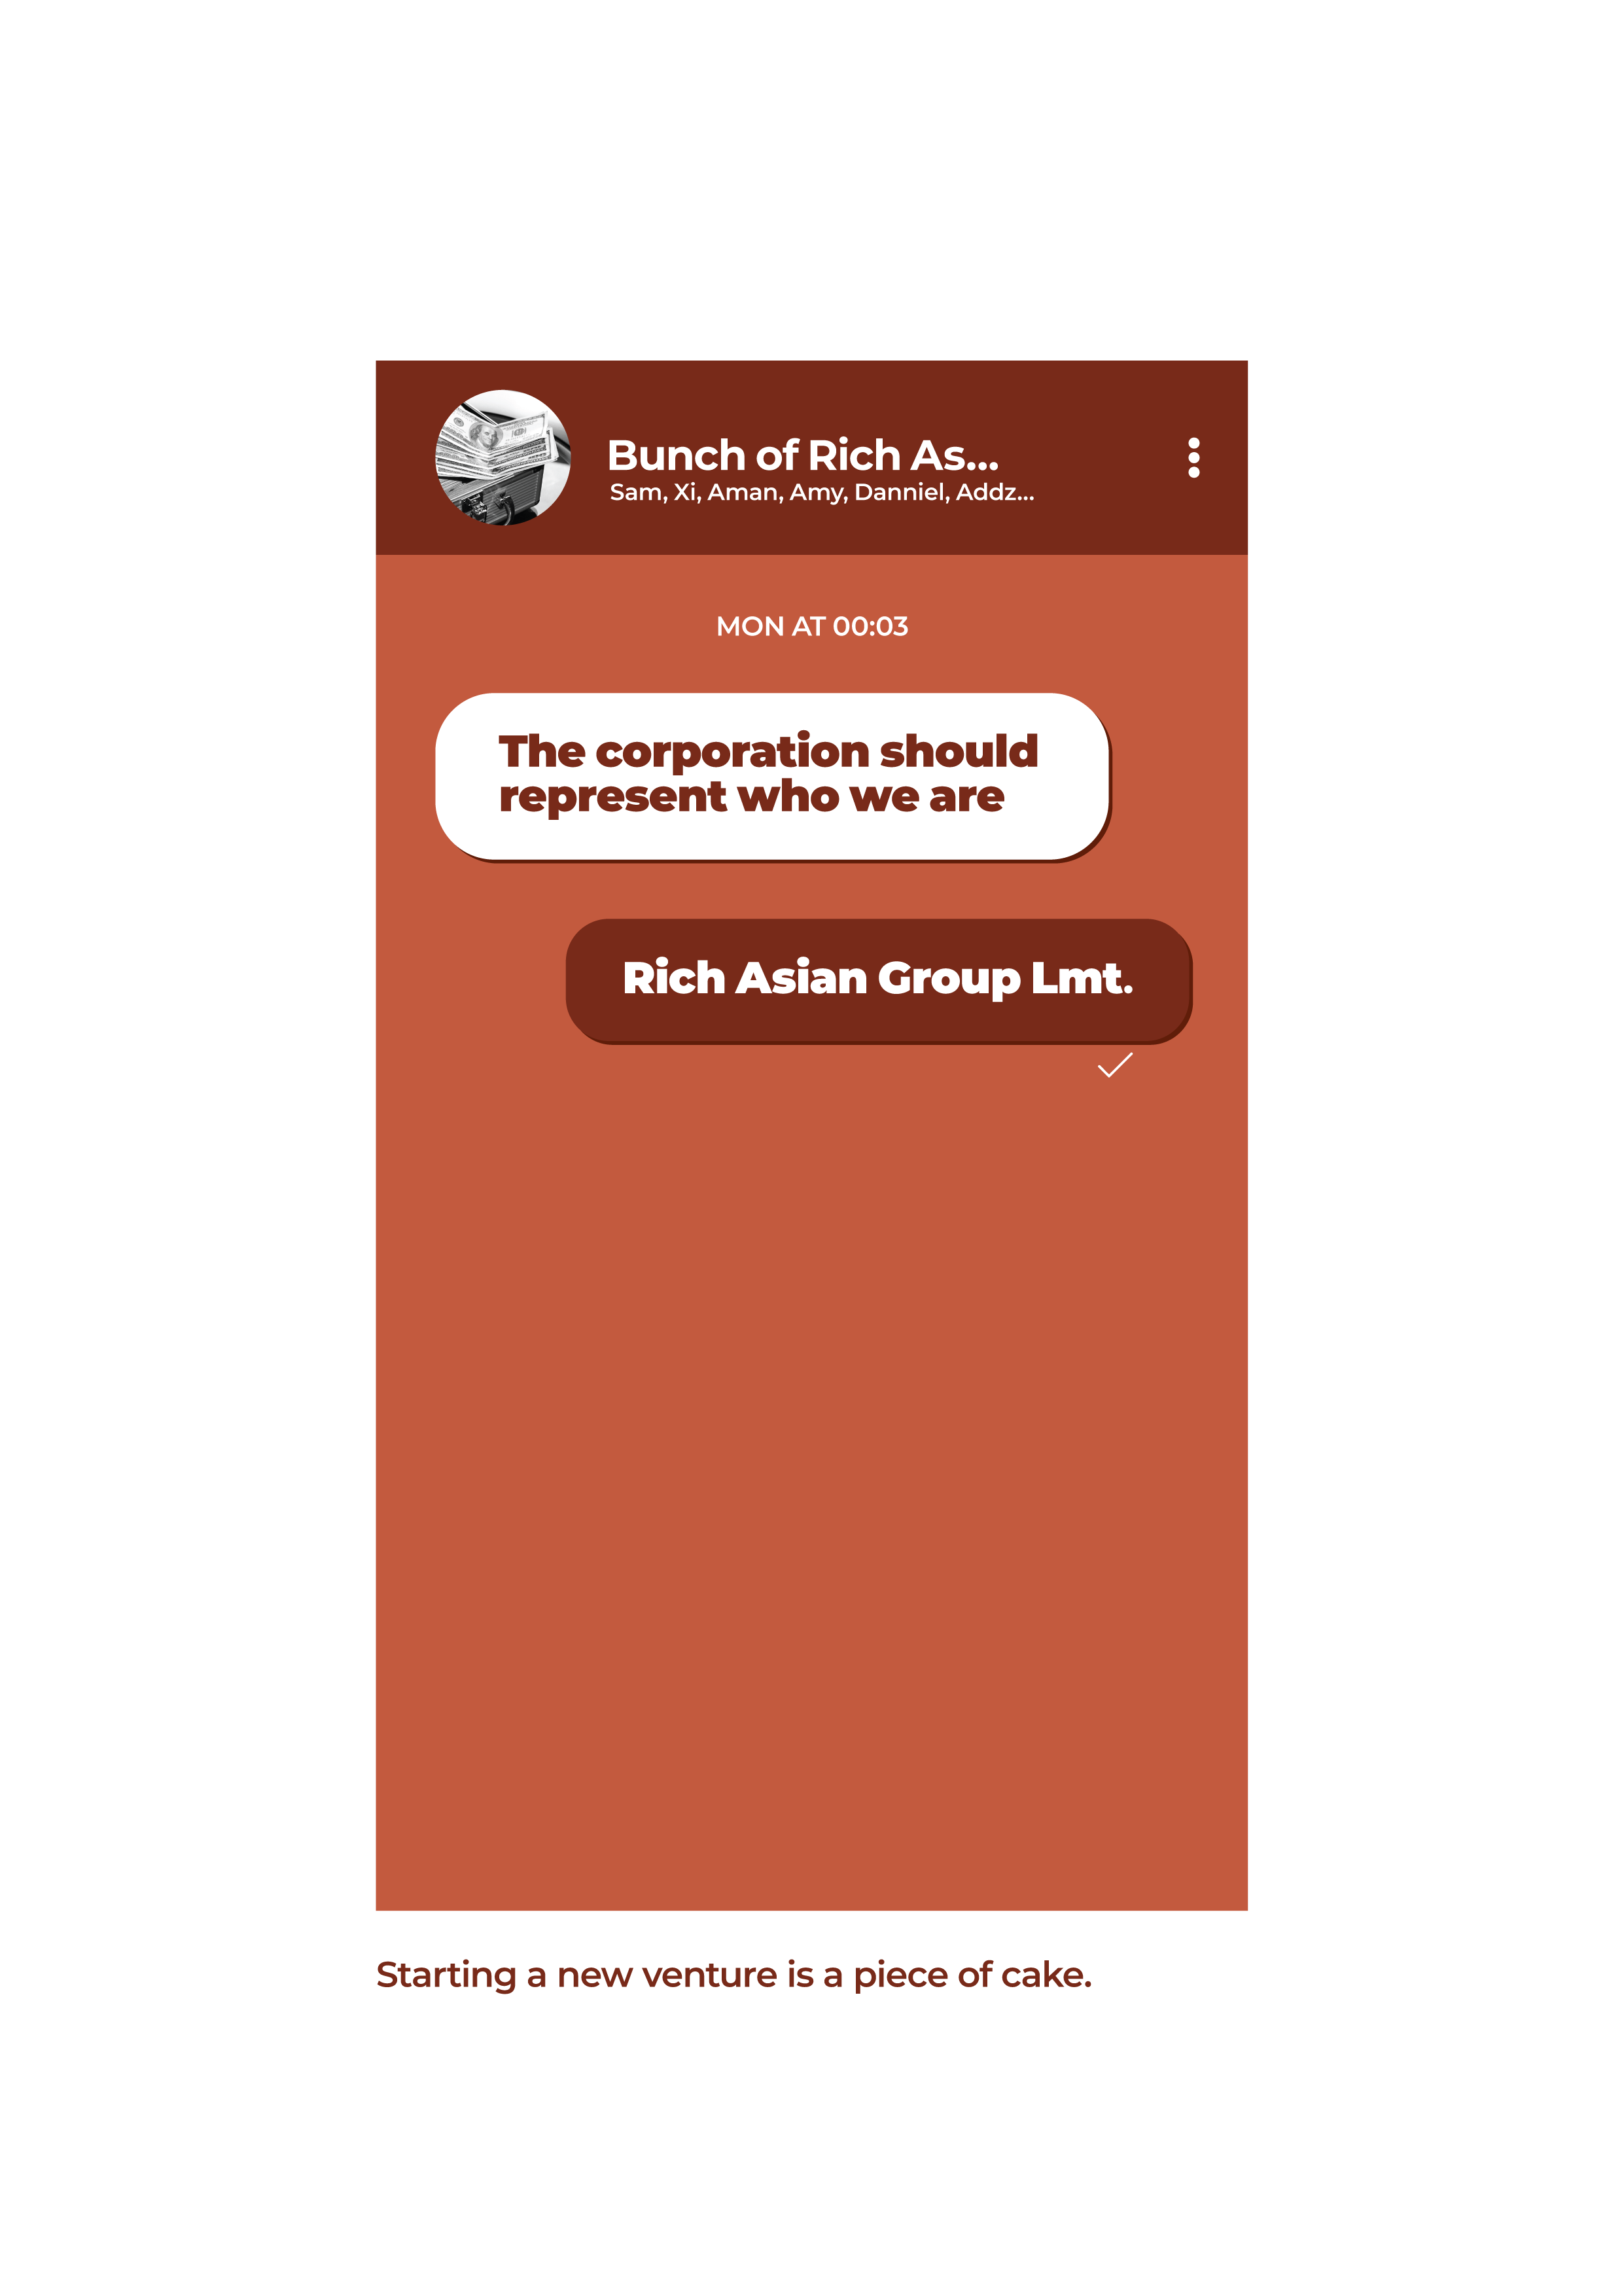 Bunch of Rich As...
Sam, Xi, Aman, Amy, Danniel, Addz...
MON AT 00:03
The corporation should
represent who we are
Rich Asian Group Lmt.
Starting a new venture is a piece of cake.